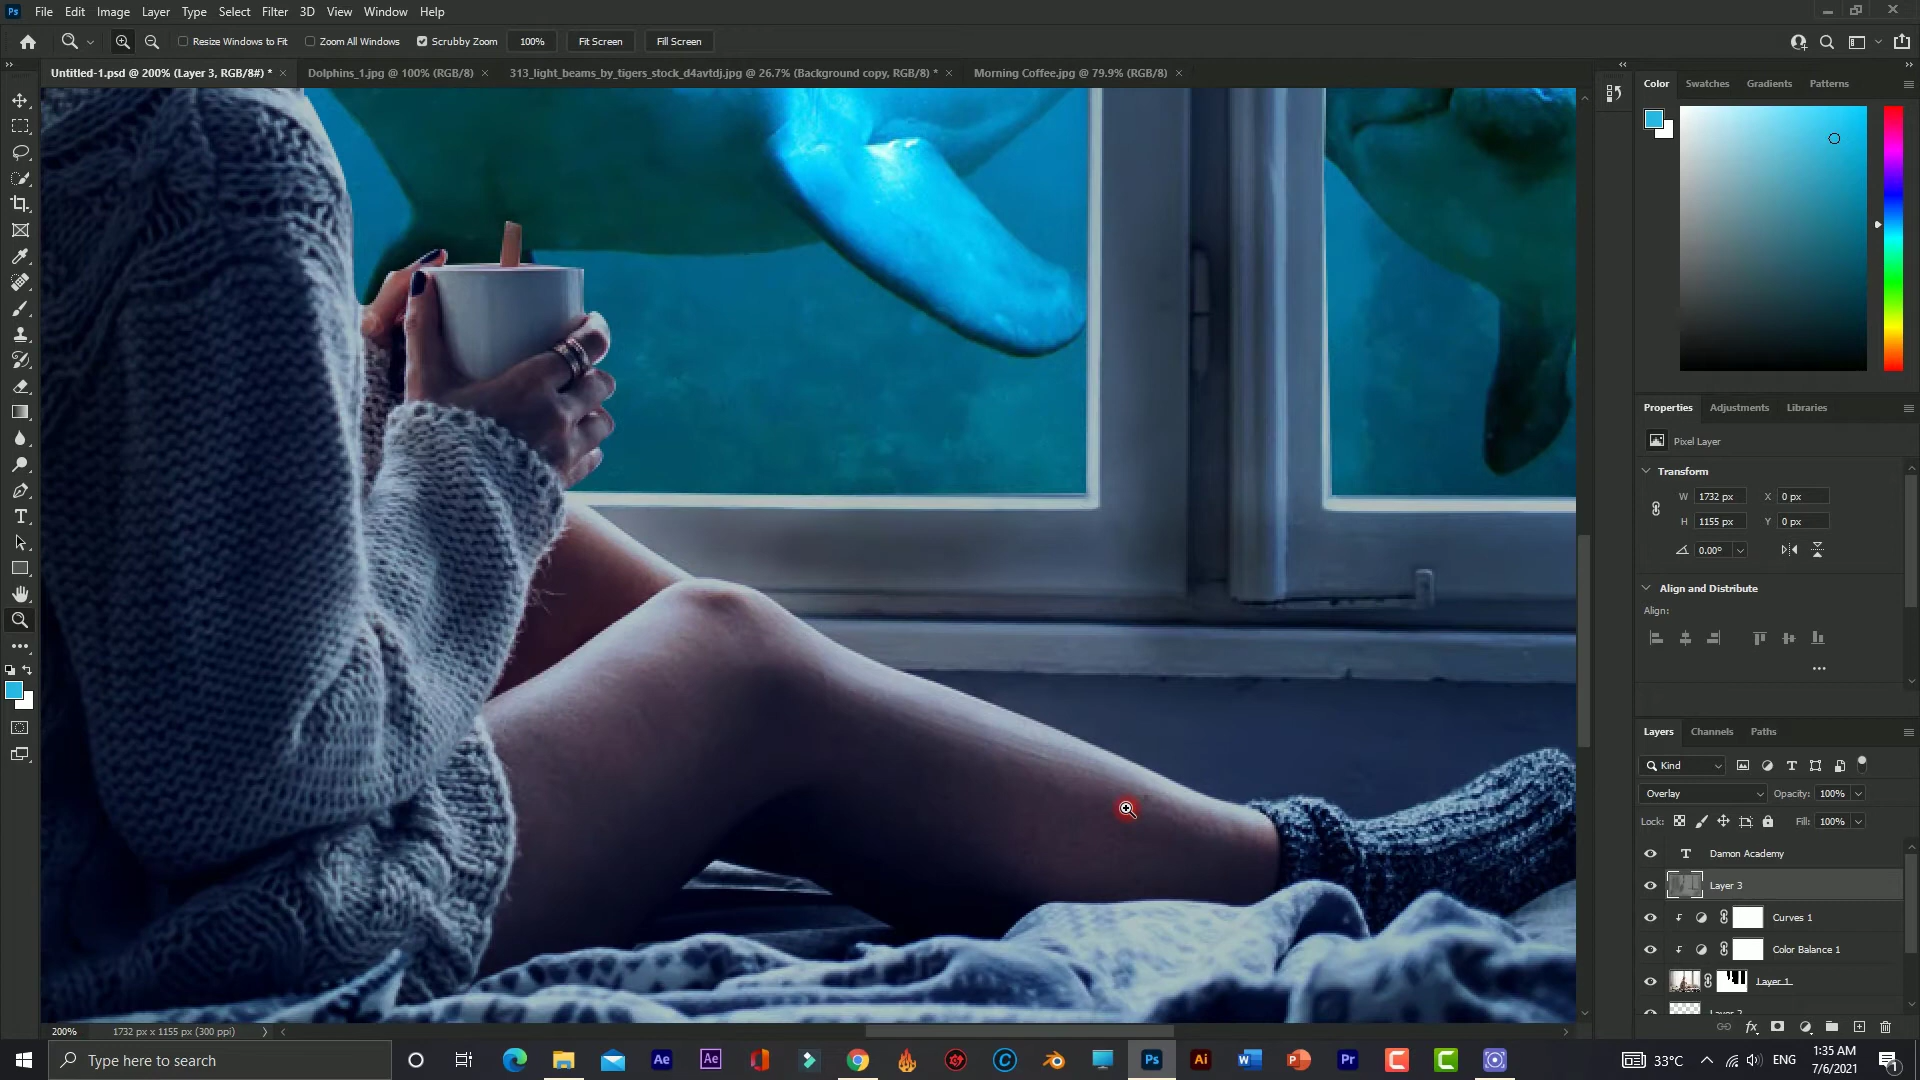 Ps File Edit Image Layer Type Select Filter 3D View Window Help
Resize Windows to Fit Zoom All Windows Scrubby Zoom 100% Fit Screen Fill Screen
Untitled-1.psd @ 200% (Layer 3, RGB/8#) * Dolphins_1.jpg @ 100% (RGB/8) 313_light_beams_by_tigers_stock_d4avtdj.jpg @ 26.7% (Background copy, RGB/8) * Morning Coffee.jpg @ 79.9% (RGB/8)
Color Swatches Gradients Patterns
Properties Adjustments Libraries
Pixel Layer
Transform
W 1732 px X 0 px
H 1155 px Y 0 px
0.00°
Align and Distribute
Align:
Layers Channels Paths
Kind
Overlay Opacity: 100%
Lock: Fill: 100%
Damon Academy
Layer 3
Curves 1
Color Balance 1
Layer 1
200% 1732 px x 1155 px (300 ppi)
Type here to search
Ae Ae Ps Ai Pr
33°C ENG
1:35 AM
7/6/2021
1